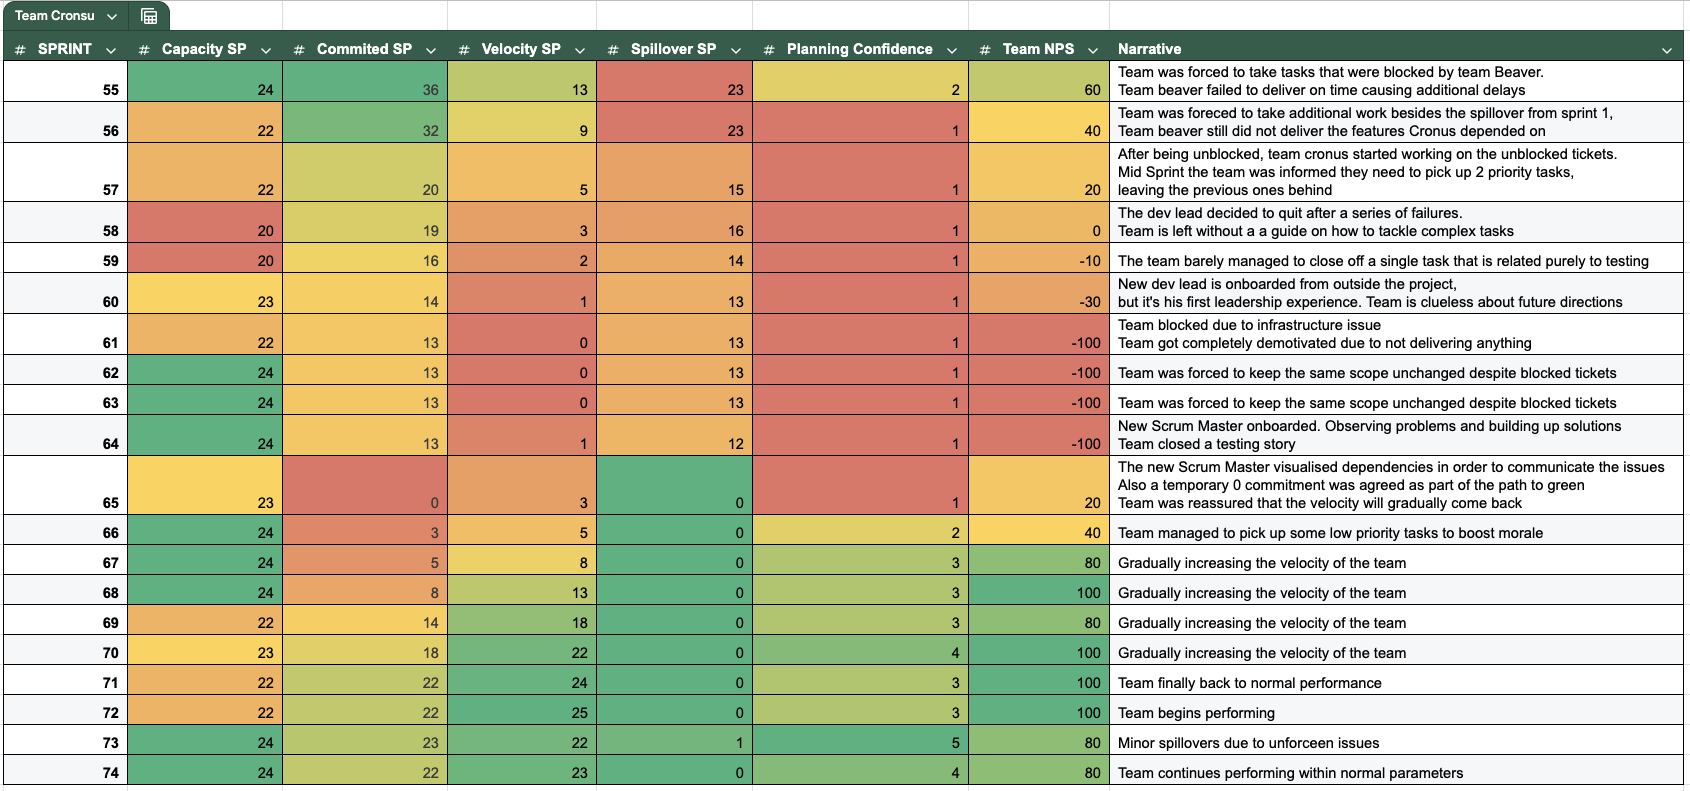 Team Cronsu
# SPRINT # Capacity SP # Commited SP # Velocity SP # Spillover SP # Planning Confidence # Team NPS Narrative
55 24 36 13 23 2 60 Team was forced to take tasks that were blocked by team Beaver.
Team beaver failed to deliver on time causing additional delays
56 22 32 9 23 1 40 Team was foreced to take additional work besides the spillover from sprint 1,
Team beaver still did not deliver the features Cronus depended on
57 22 20 5 15 1 20 After being unblocked, team cronus started working on the unblocked tickets.
Mid Sprint the team was informed they need to pick up 2 priority tasks,
leaving the previous ones behind
58 20 19 3 16 1 0 The dev lead decided to quit after a series of failures.
Team is left without a a guide on how to tackle complex tasks
59 20 16 2 14 1 -10 The team barely managed to close off a single task that is related purely to testing
60 23 14 1 13 1 -30 New dev lead is onboarded from outside the project,
but it's his first leadership experience. Team is clueless about future directions
61 22 13 0 13 1 -100 Team blocked due to infrastructure issue
Team got completely demotivated due to not delivering anything
62 24 13 0 13 1 -100 Team was forced to keep the same scope unchanged despite blocked tickets
63 24 13 0 13 1 -100 Team was forced to keep the same scope unchanged despite blocked tickets
64 24 13 1 12 1 -100 New Scrum Master onboarded. Observing problems and building up solutions
Team closed a testing story
65 23 0 3 0 1 20 The new Scrum Master visualised dependencies in order to communicate the issues
Also a temporary 0 commitment was agreed as part of the path to green
Team was reassured that the velocity will gradually come back
66 24 3 5 0 2 40 Team managed to pick up some low priority tasks to boost morale
67 24 5 8 0 3 80 Gradually increasing the velocity of the team
68 24 8 13 0 3 100 Gradually increasing the velocity of the team
69 22 14 18 0 3 80 Gradually increasing the velocity of the team
70 23 18 22 0 4 100 Gradually increasing the velocity of the team
71 22 22 24 0 3 100 Team finally back to normal performance
72 22 22 25 0 3 100 Team begins performing
73 24 23 22 1 5 80 Minor spillovers due to unforceen issues
74 24 22 23 0 4 80 Team continues performing within normal parameters